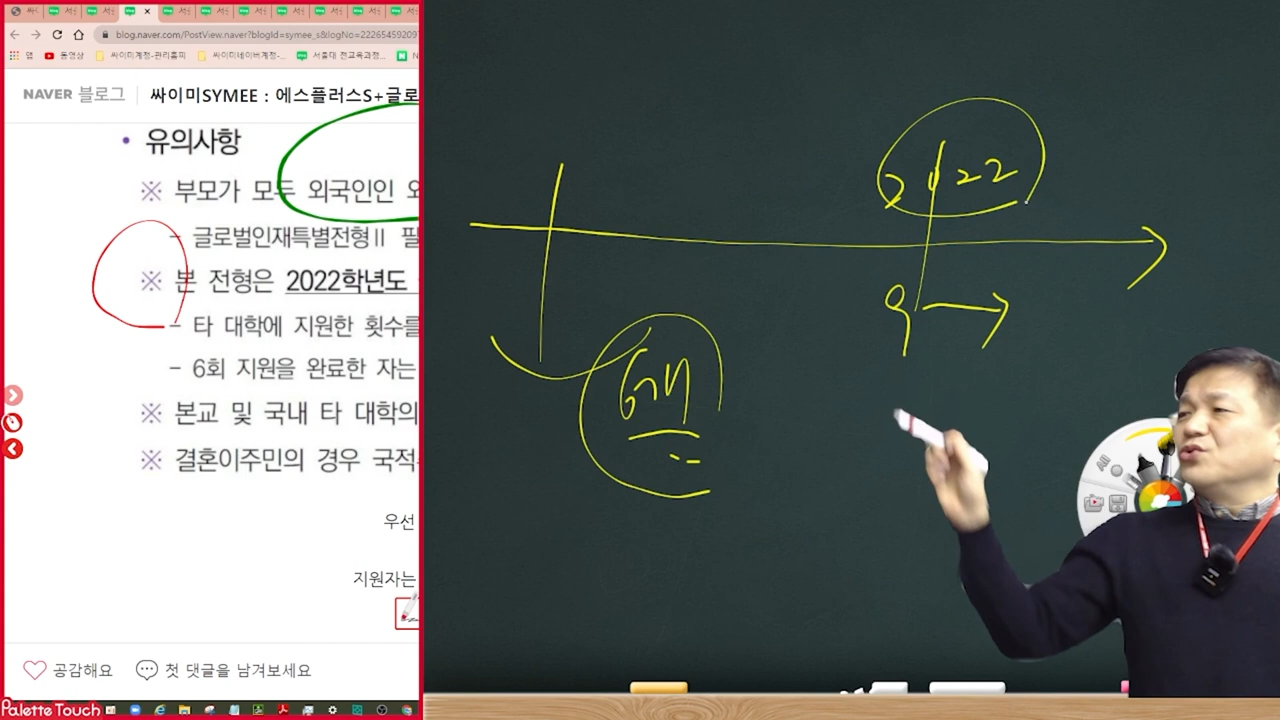 blog.naver.com/PostView.naver?blogId=symee_s&logNo=222654592097
앱 동영상 싸이미계정-관리홈피 싸이미네이버계정-... 서울대 전교육과정...
NAVER 블로그 싸이미SYMEE : 에스플러스S+글로
• 유의사항
※ 부모가 모두 외국인인 외
- 글로벌인재특별전형Ⅱ 필
※ 본 전형은 2022학년도
- 타 대학에 지원한 횟수를
- 6회 지원을 완료한 자는
※ 본교 및 국내 타 대학의
※ 결혼이주민의 경우 국적
우선
지원자는
공감해요 첫 댓글을 남겨보세요
Palette Touch
2022
9
All